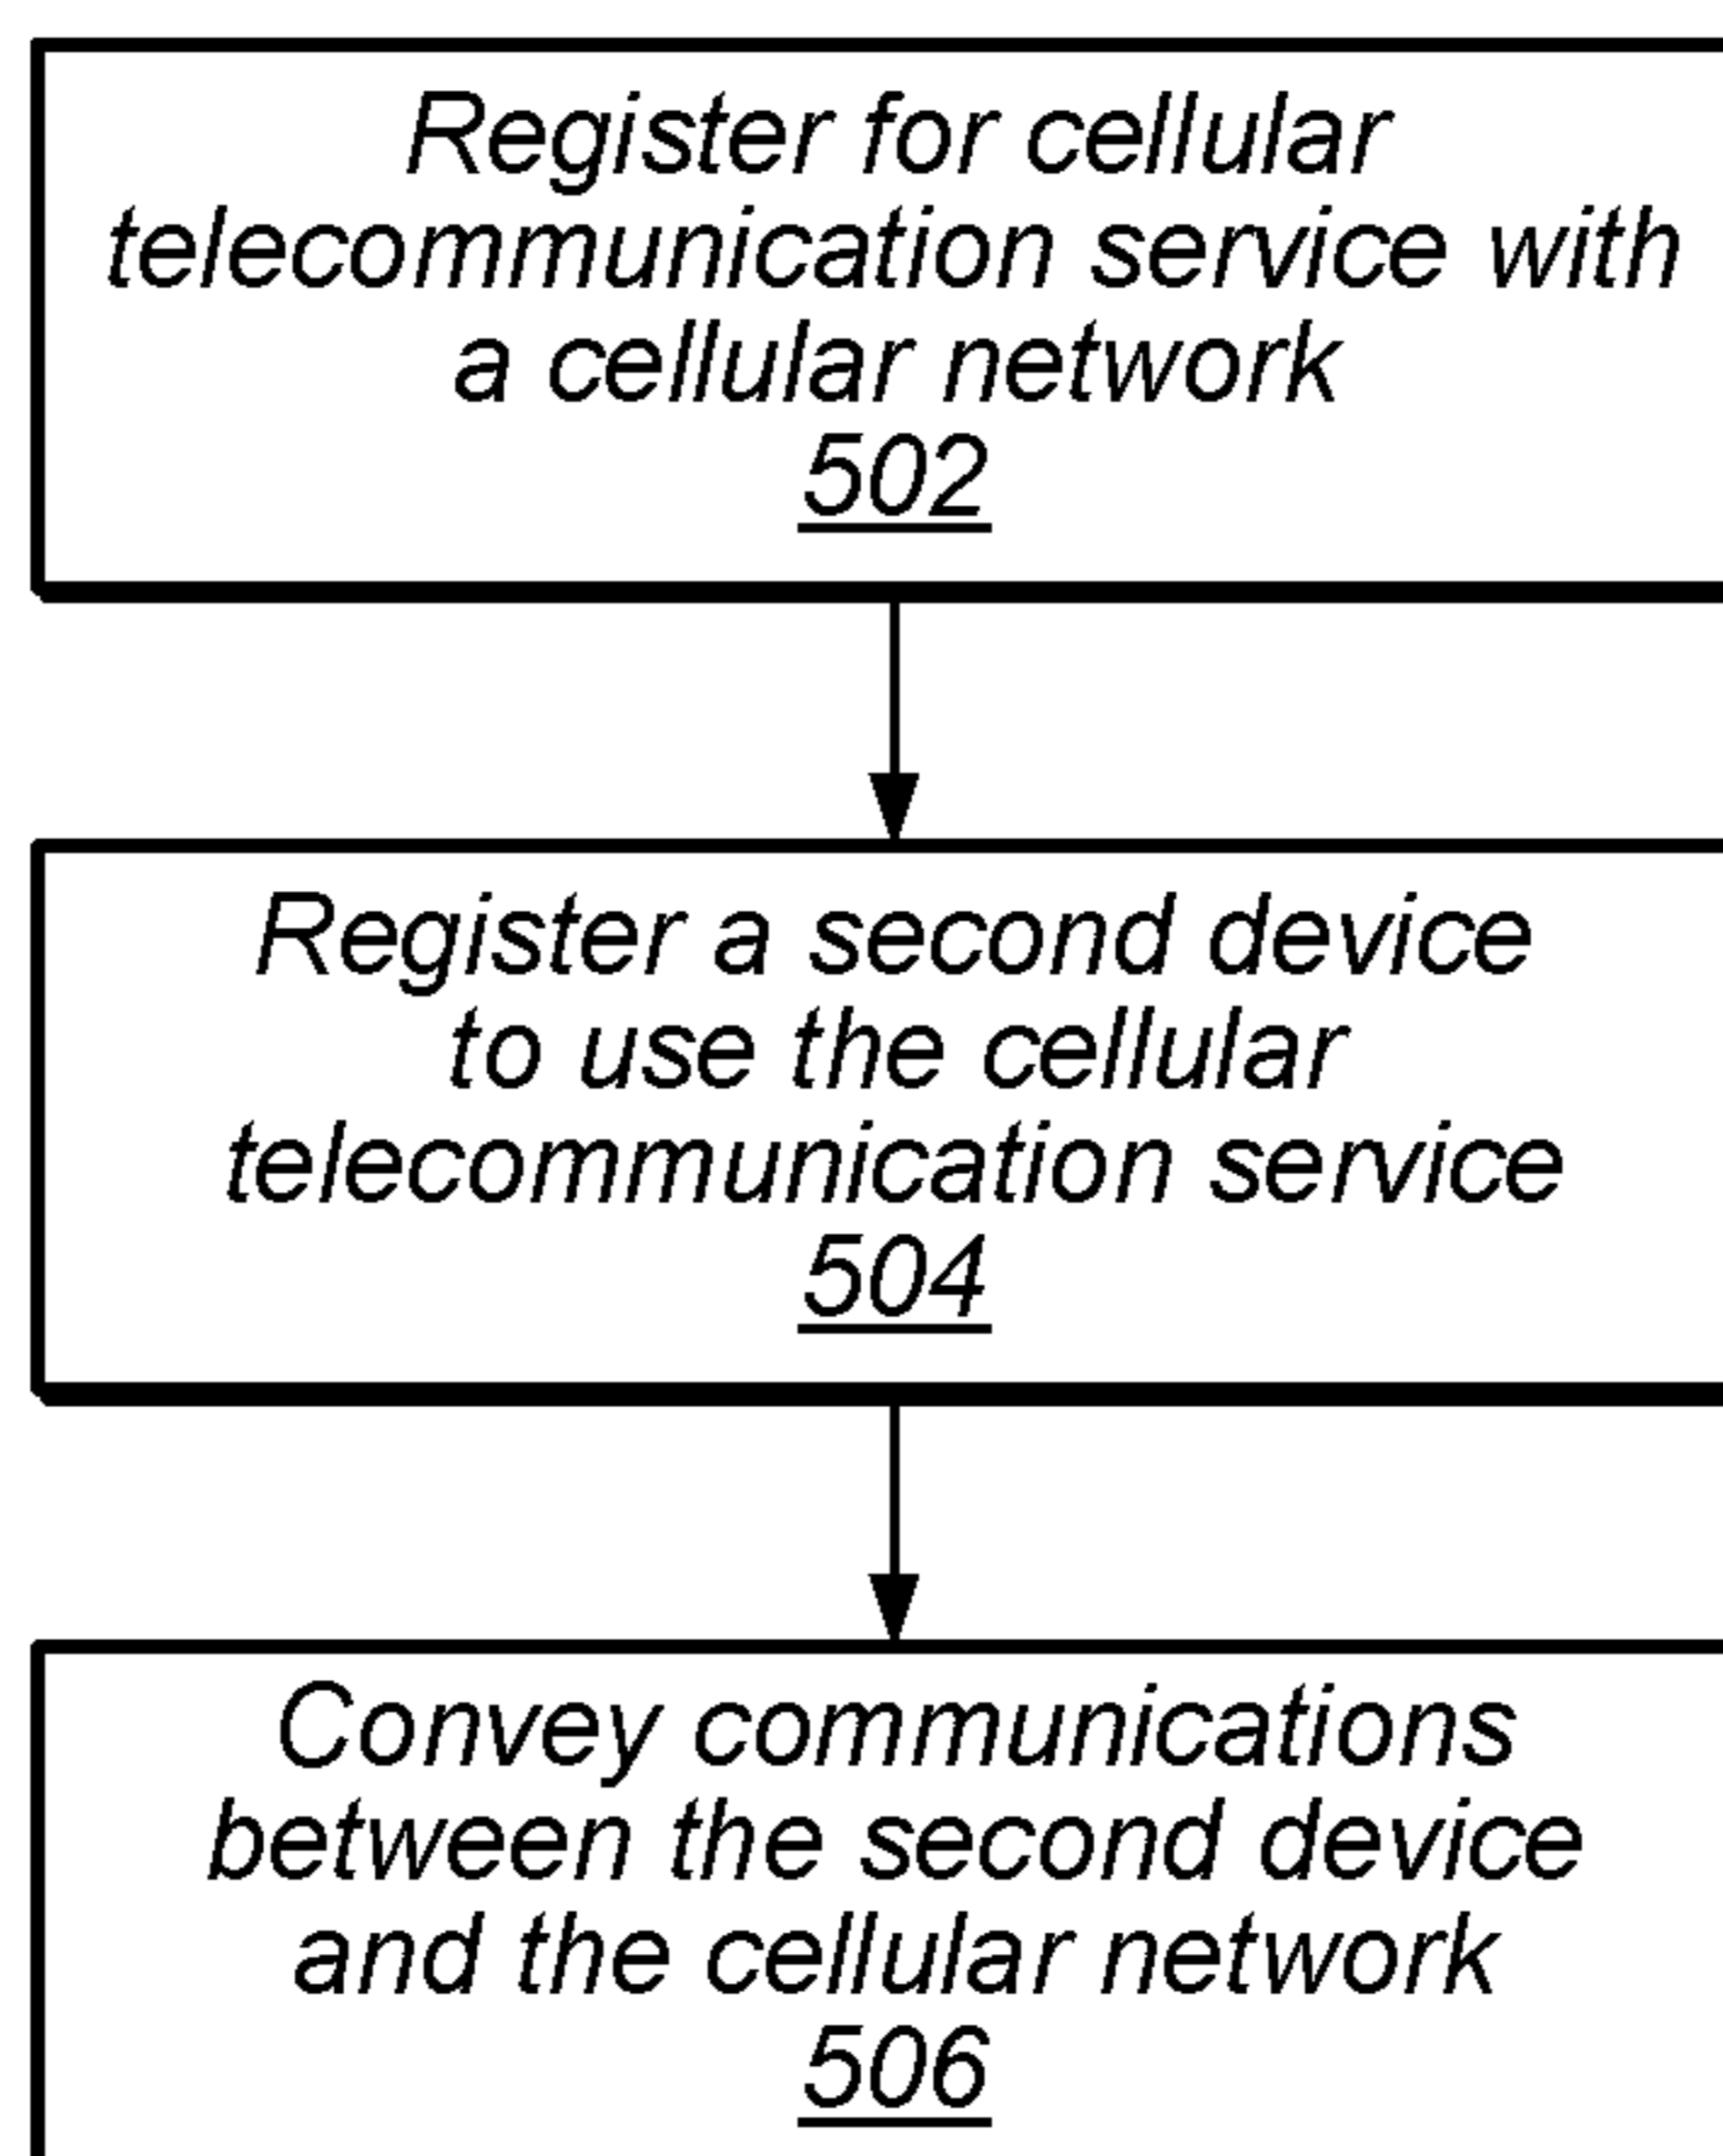 Register for cellular
telecommunication service with
a cellular network
502
Register a second device
to use the cellular
telecommunication service
504
Convey communications
between the second device
and the cellular network
506